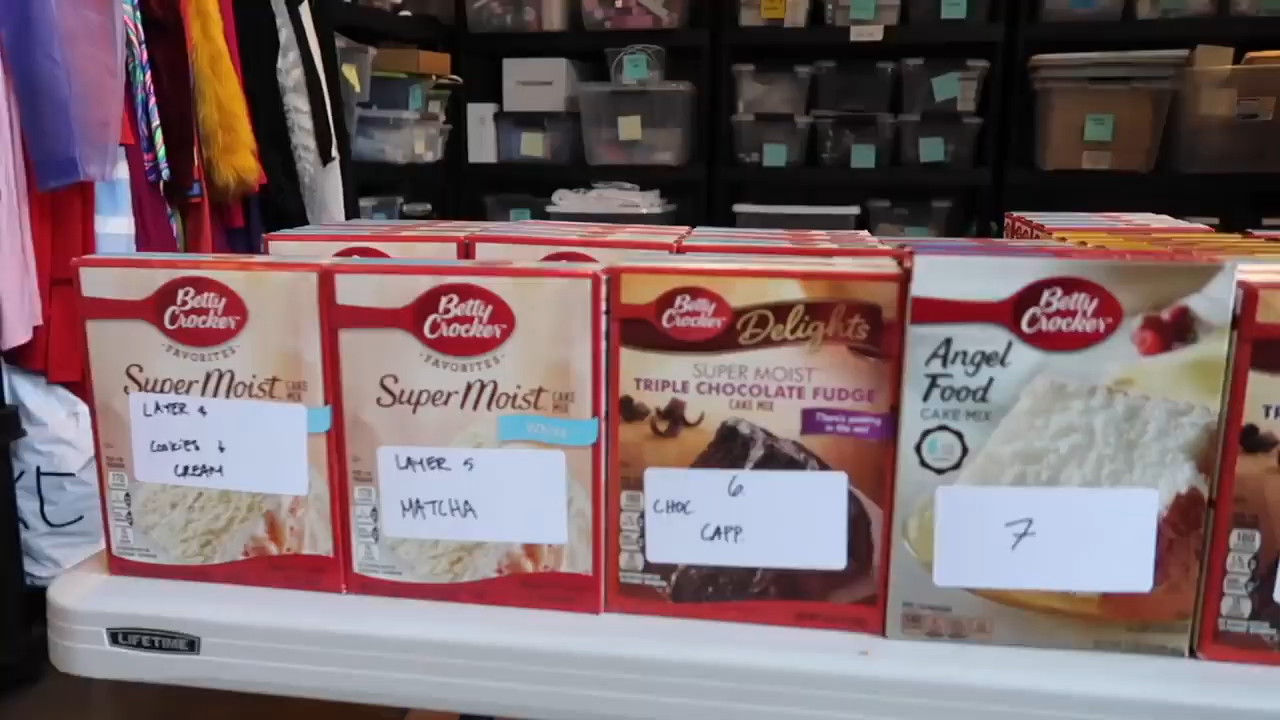 Betty
Crocker
FAVORITES
Super Moist CAKE
MIX
LAYER 4
COOKIES &
CREAM
Betty
Crocker
FAVORITES
Super Moist CAKE
MIX
White
LAYER 5
MATCHA
Betty
Crocker
Delights
SUPER MOIST
TRIPLE CHOCOLATE FUDGE
CAKE MIX
There's pudding
in the mix!
6
CHOC
CAPP.
Betty
Crocker
Angel
Food
CAKE MIX
7
LIFETIME